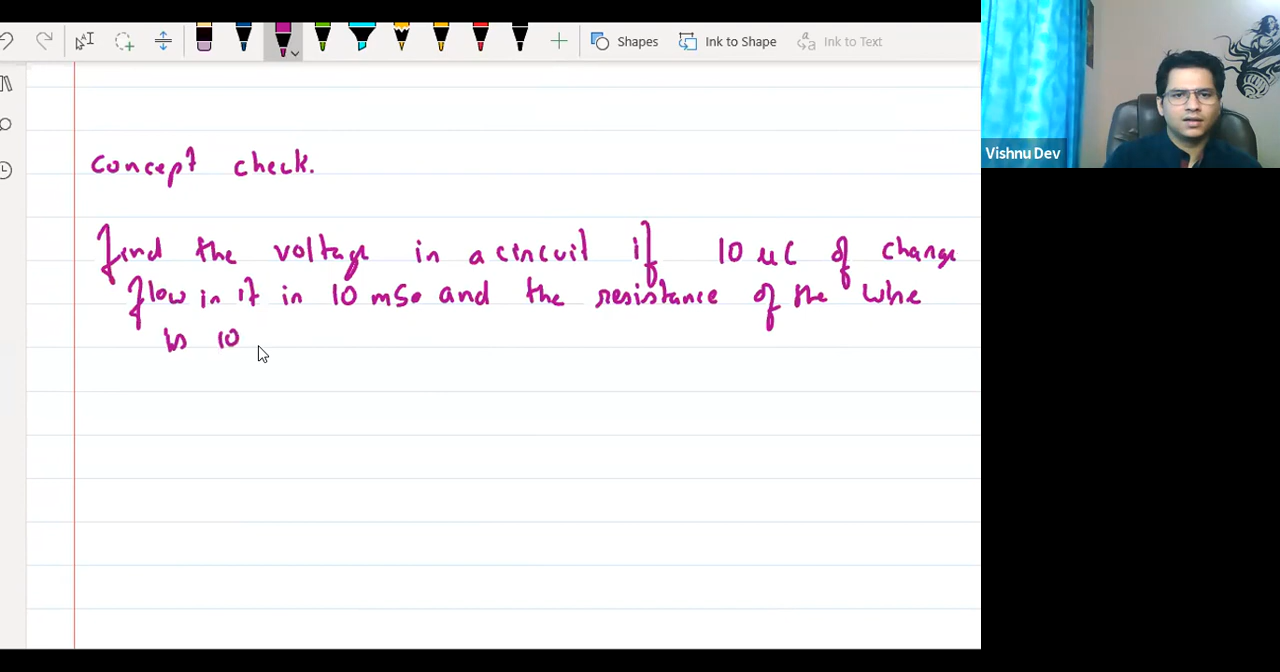 Shapes
Ink to Shape
Ink to Text
Vishnu Dev
concept check.
find the voltage in a circuit if 10 μC of charge
flow in it in 10 mSe and the resistance of the wire
is 10